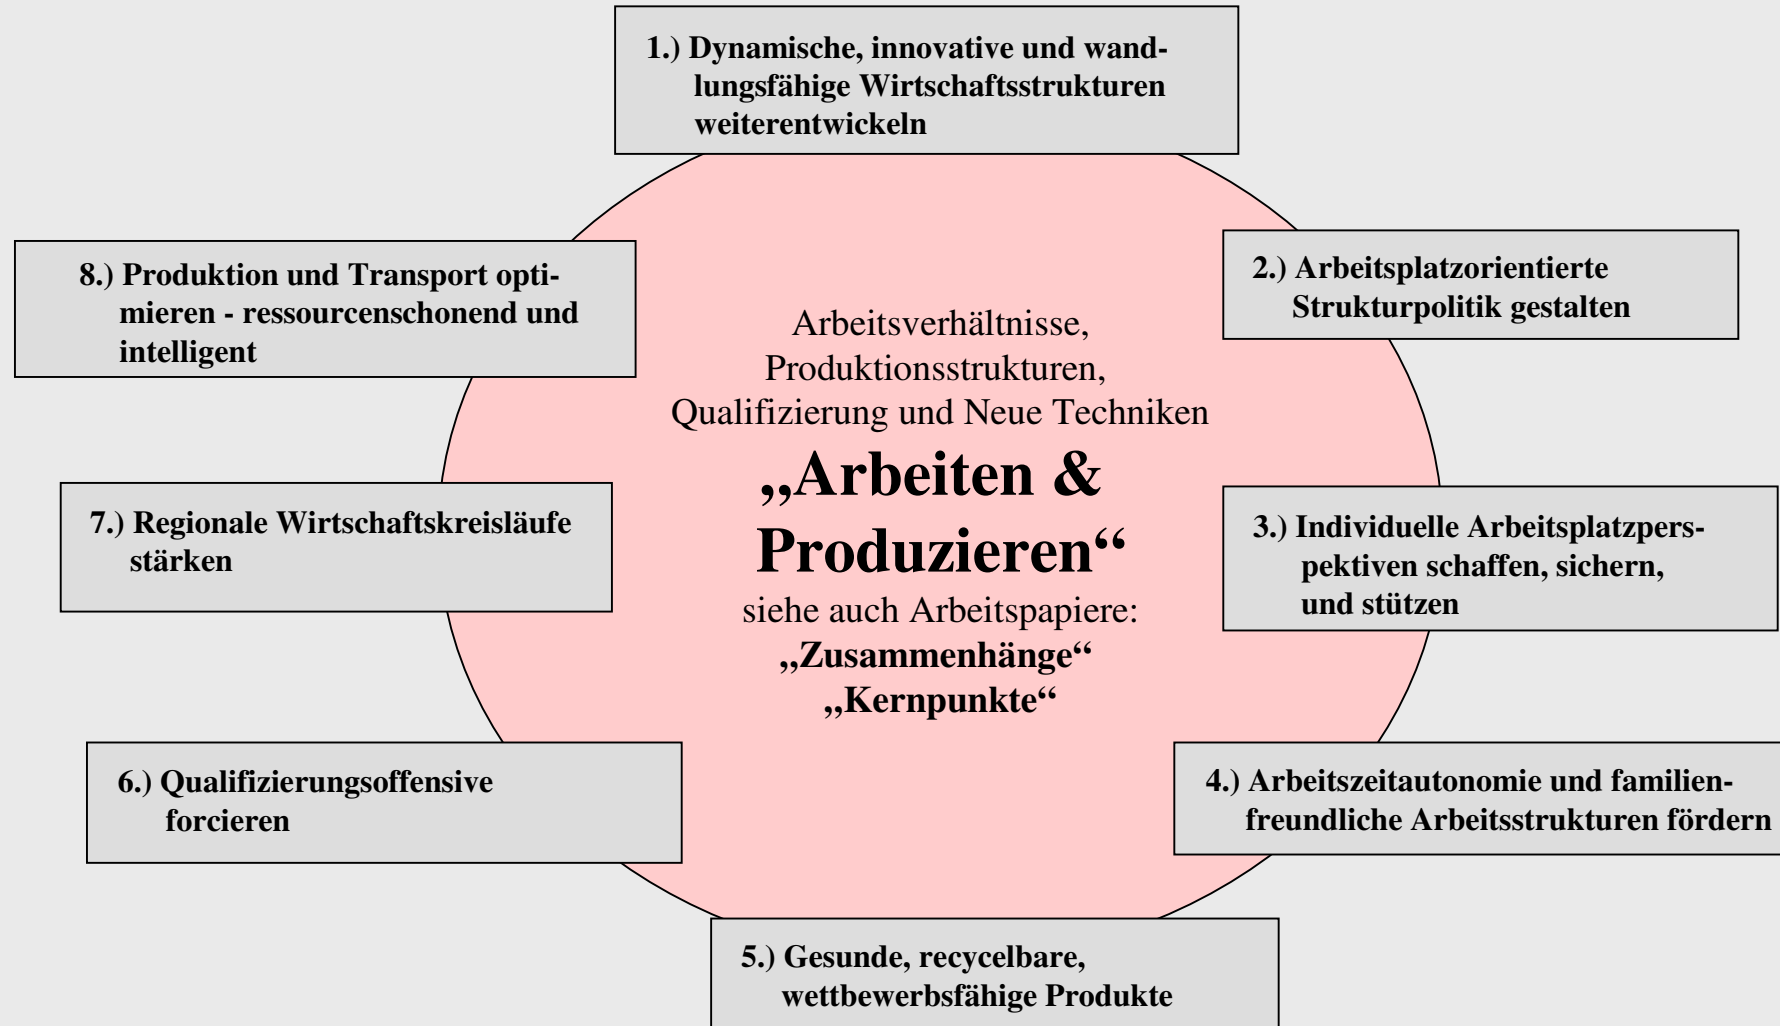 1.) Dynamische, innovative und wand-
lungsfähige Wirtschaftsstrukturen
weiterentwickeln
2.) Arbeitsplatzorientierte
Strukturpolitik gestalten
3.) Individuelle Arbeitsplatzpers-
pektiven schaffen, sichern,
und stützen
4.) Arbeitszeitautonomie und familien-
freundliche Arbeitsstrukturen fördern
5.) Gesunde, recycelbare,
wettbewerbsfähige Produkte
6.) Qualifizierungsoffensive
forcieren
7.) Regionale Wirtschaftskreisläufe
stärken
8.) Produktion und Transport opti-
mieren - ressourcenschonend und
intelligent
Arbeitsverhältnisse,
Produktionsstrukturen,
Qualifizierung und Neue Techniken
„Arbeiten &
Produzieren“
siehe auch Arbeitspapiere:
„Zusammenhänge“
„Kernpunkte“